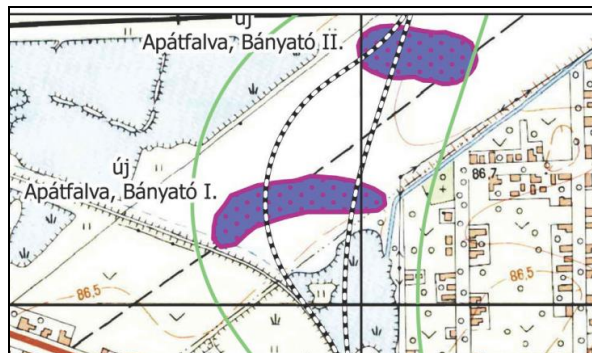 új
Apátfalva, Bányató II.
új
Apátfalva, Bányató I.
86,7
86,5
86,5